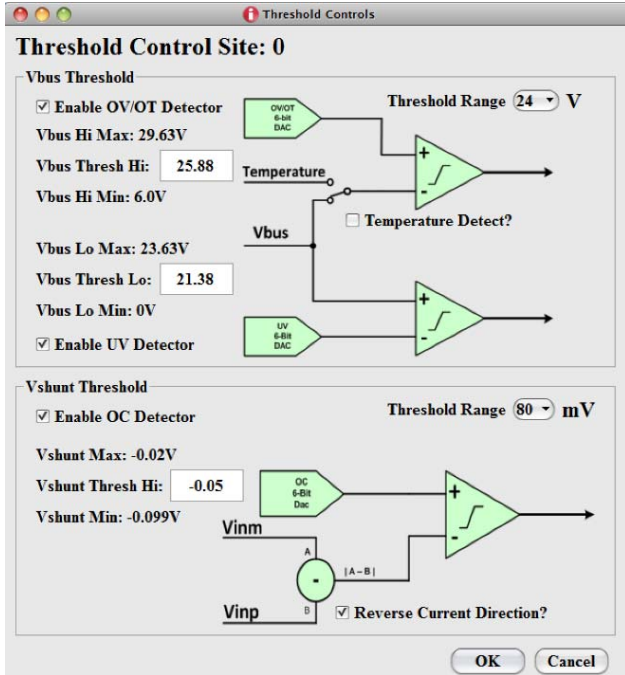 Threshold Controls
Threshold Control Site: 0
Vbus Threshold
Enable OV/OT Detector
OV/OT
6-bit
DAC
Threshold Range 24 V
Vbus Hi Max: 29.63V
Vbus Thresh Hi: 25.88
Temperature
+
-
Vbus Hi Min: 6.0V
Temperature Detect?
Vbus
Vbus Lo Max: 23.63V
Vbus Thresh Lo: 21.38
+
-
Vbus Lo Min: 0V
UV
6-Bit
DAC
Enable UV Detector
Vshunt Threshold
Enable OC Detector
Threshold Range 80 mV
Vshunt Max: -0.02V
Vshunt Thresh Hi: -0.05
OC
6-Bit
Dac
+
-
Vshunt Min: -0.099V
Vinm
A
-
|A-B|
B
Vinp
Reverse Current Direction?
OK Cancel